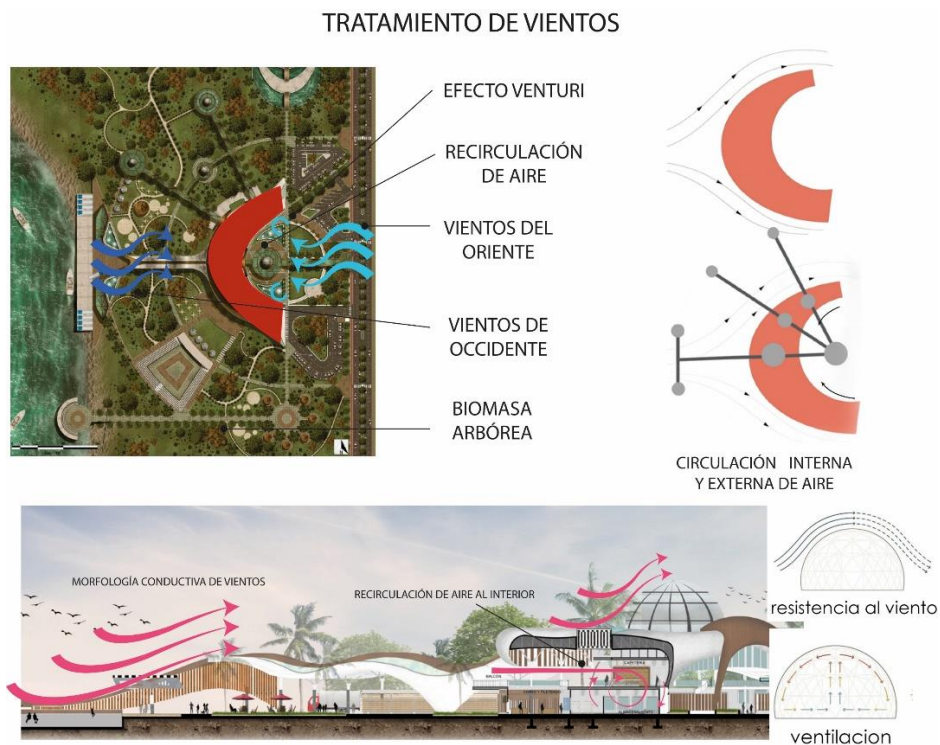 TRATAMIENTO DE VIENTOS
EFECTO VENTURI
RECIRCULACIÓN
DE AIRE
VIENTOS DEL
ORIENTE
VIENTOS DE
OCCIDENTE
BIOMASA
ARBÓREA
CIRCULACIÓN INTERNA
Y EXTERNA DE AIRE
MORFOLOGÍA CONDUCTIVA DE VIENTOS
RECIRCULACIÓN DE AIRE AL INTERIOR
BALCON
resistencia al viento
ventilacion